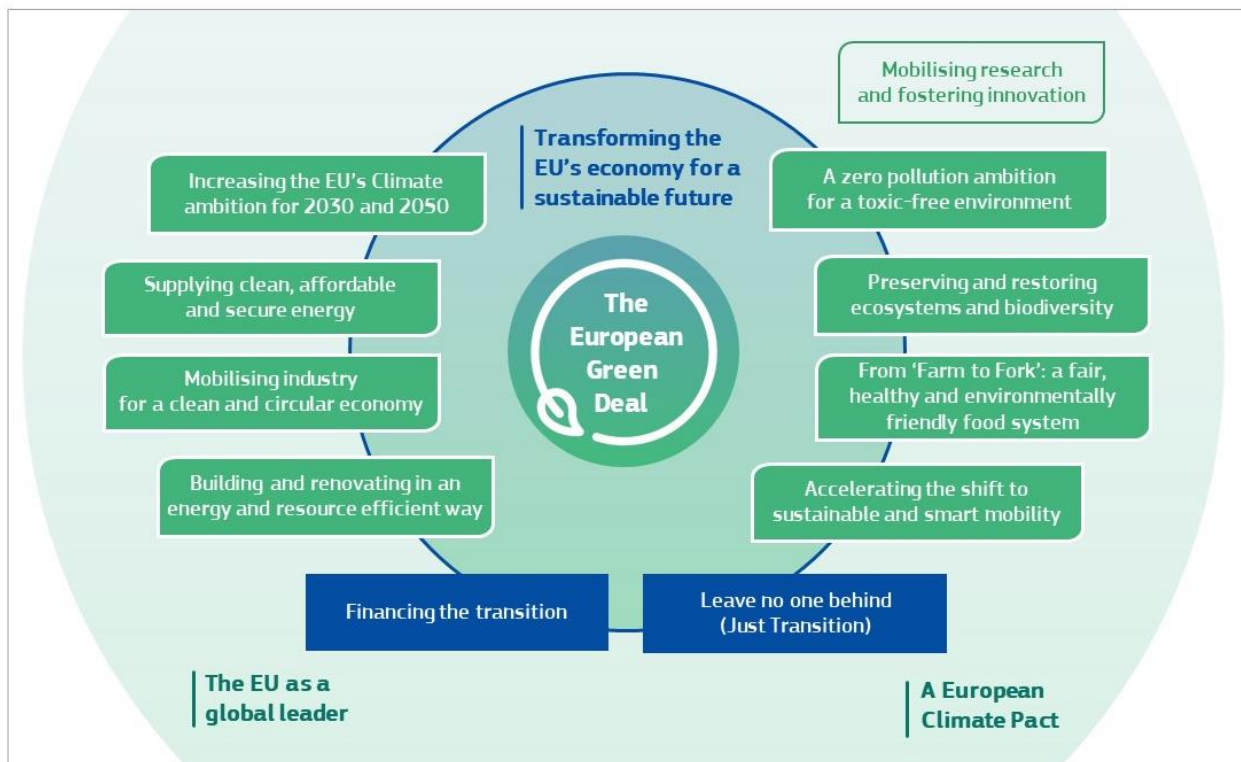 Mobilising research
and fostering innovation
Transforming the
EU's economy for a
sustainable future
Increasing the EU's Climate
ambition for 2030 and 2050
A zero pollution ambition
for a toxic-free environment
Supplying clean, affordable
and secure energy
Preserving and restoring
ecosystems and biodiversity
The
European
Green
Deal
Mobilising industry
for a clean and circular economy
From ‘Farm to Fork’: a fair,
healthy and environmentally
friendly food system
Building and renovating in an
energy and resource efficient way
Accelerating the shift to
sustainable and smart mobility
Financing the transition
Leave no one behind
(Just Transition)
The EU as a
global leader
A European
Climate Pact